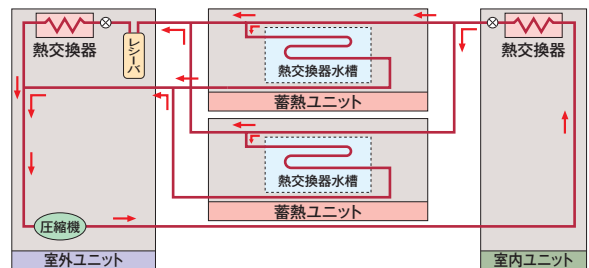 熱交換器
レシーバ
熱交換器水槽
蓄熱ユニット
熱交換器
熱交換器水槽
蓄熱ユニット
圧縮機
室外ユニット
室内ユニット